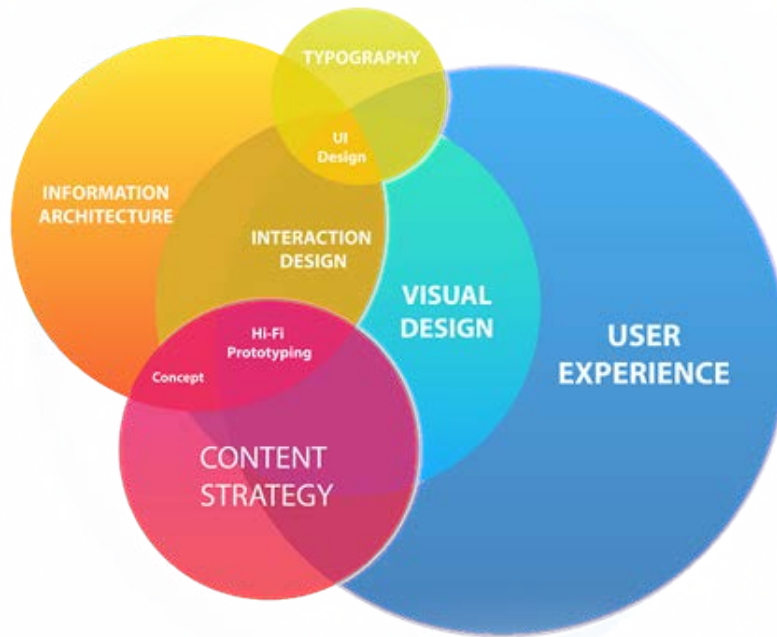 TYPOGRAPHY
UI
Design
INFORMATION
ARCHITECTURE
INTERACTION
DESIGN
VISUAL
DESIGN
USER
EXPERIENCE
Hi-Fi
Prototyping
Concept
CONTENT
STRATEGY